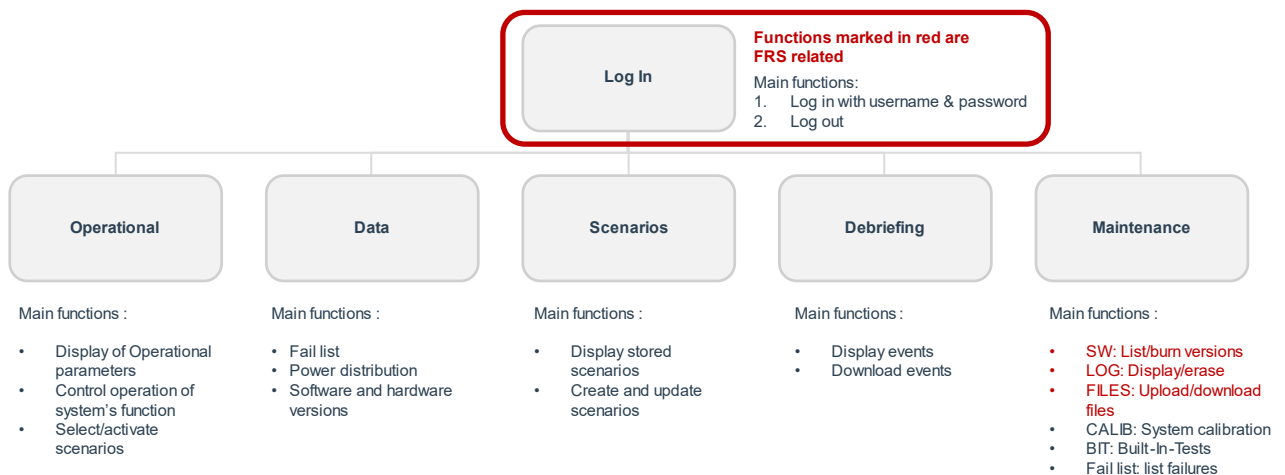 Functions marked in red are
FRS related
Log In
Main functions:
1. Log in with username & password
2. Log out
Operational
Data
Scenarios
Debriefing
Maintenance
Main functions :
• Display of Operational
parameters
• Control operation of
system's function
• Select/activate
scenarios
Main functions :
• Fail list
• Power distribution
• Software and hardware
versions
Main functions :
• Display stored
scenarios
• Create and update
scenarios
Main functions :
• Display events
• Download events
Main functions :
• SW: List/burn versions
• LOG: Display/erase
• FILES: Upload/download
files
• CALIB: System calibration
• BIT: Built-In-Tests
• Fail list: list failures